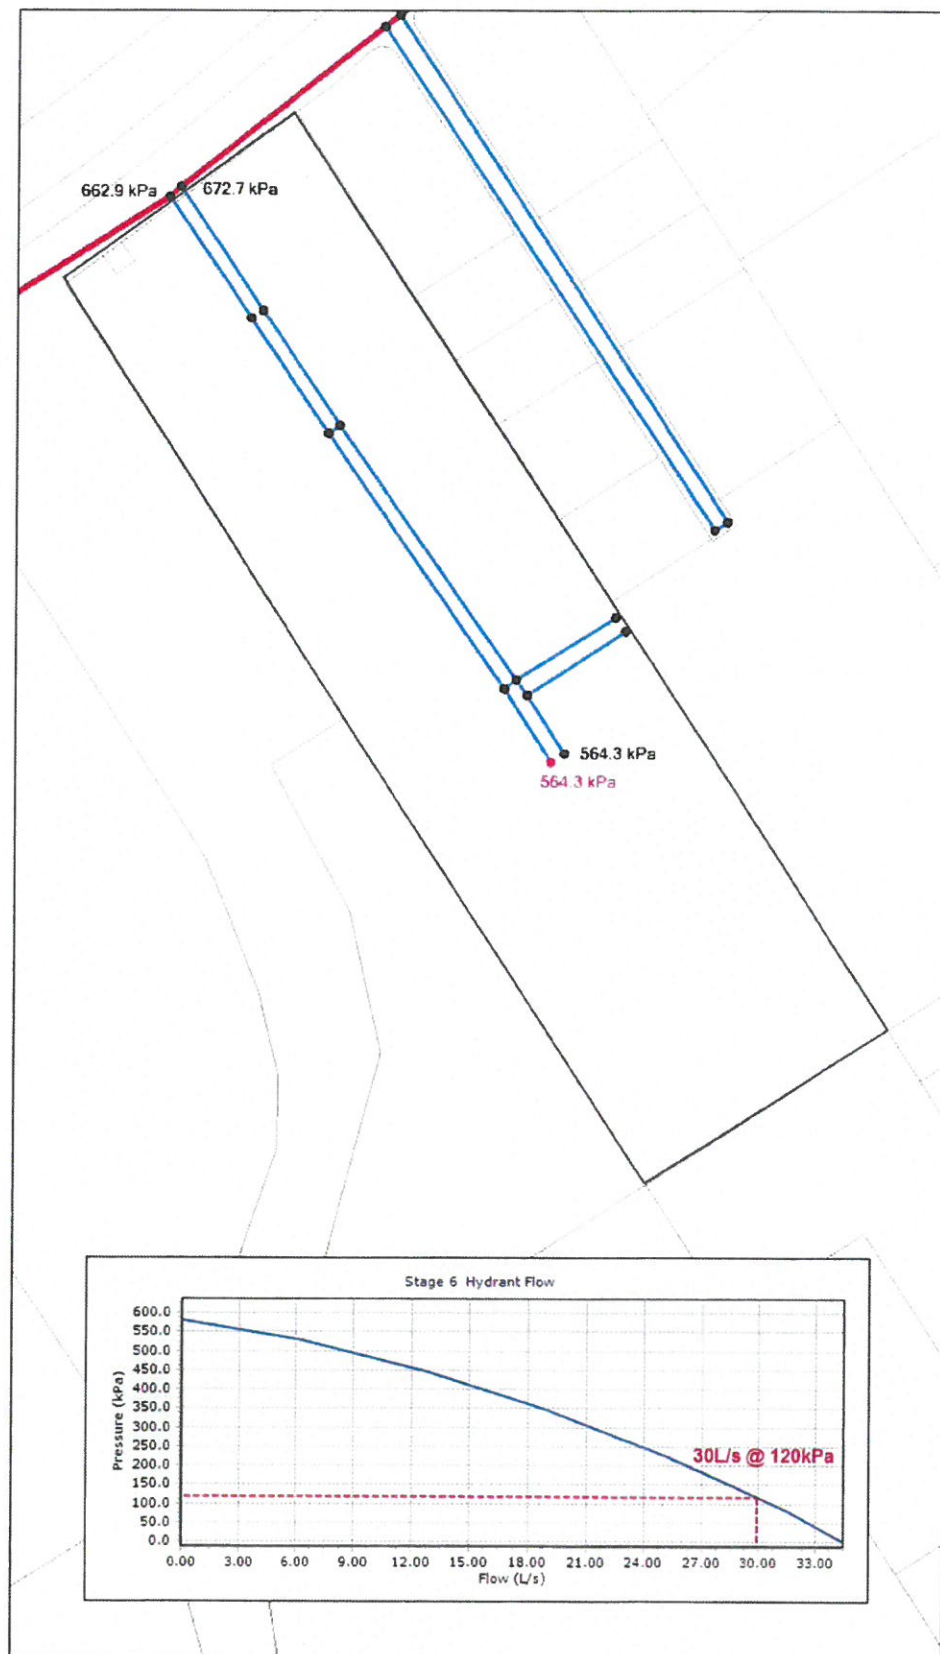 662.9 kPa
672.7 kPa
564.3 kPa
564.3 kPa
Stage 6 Hydrant Flow
Pressure (kPa)
600.0
550.0
500.0
450.0
400.0
350.0
300.0
250.0
200.0
150.0
100.0
50.0
0.0
30L/s @ 120kPa
0.00 3.00 6.00 9.00 12.00 15.00 18.00 21.00 24.00 27.00 30.00 33.00
Flow (L/s)